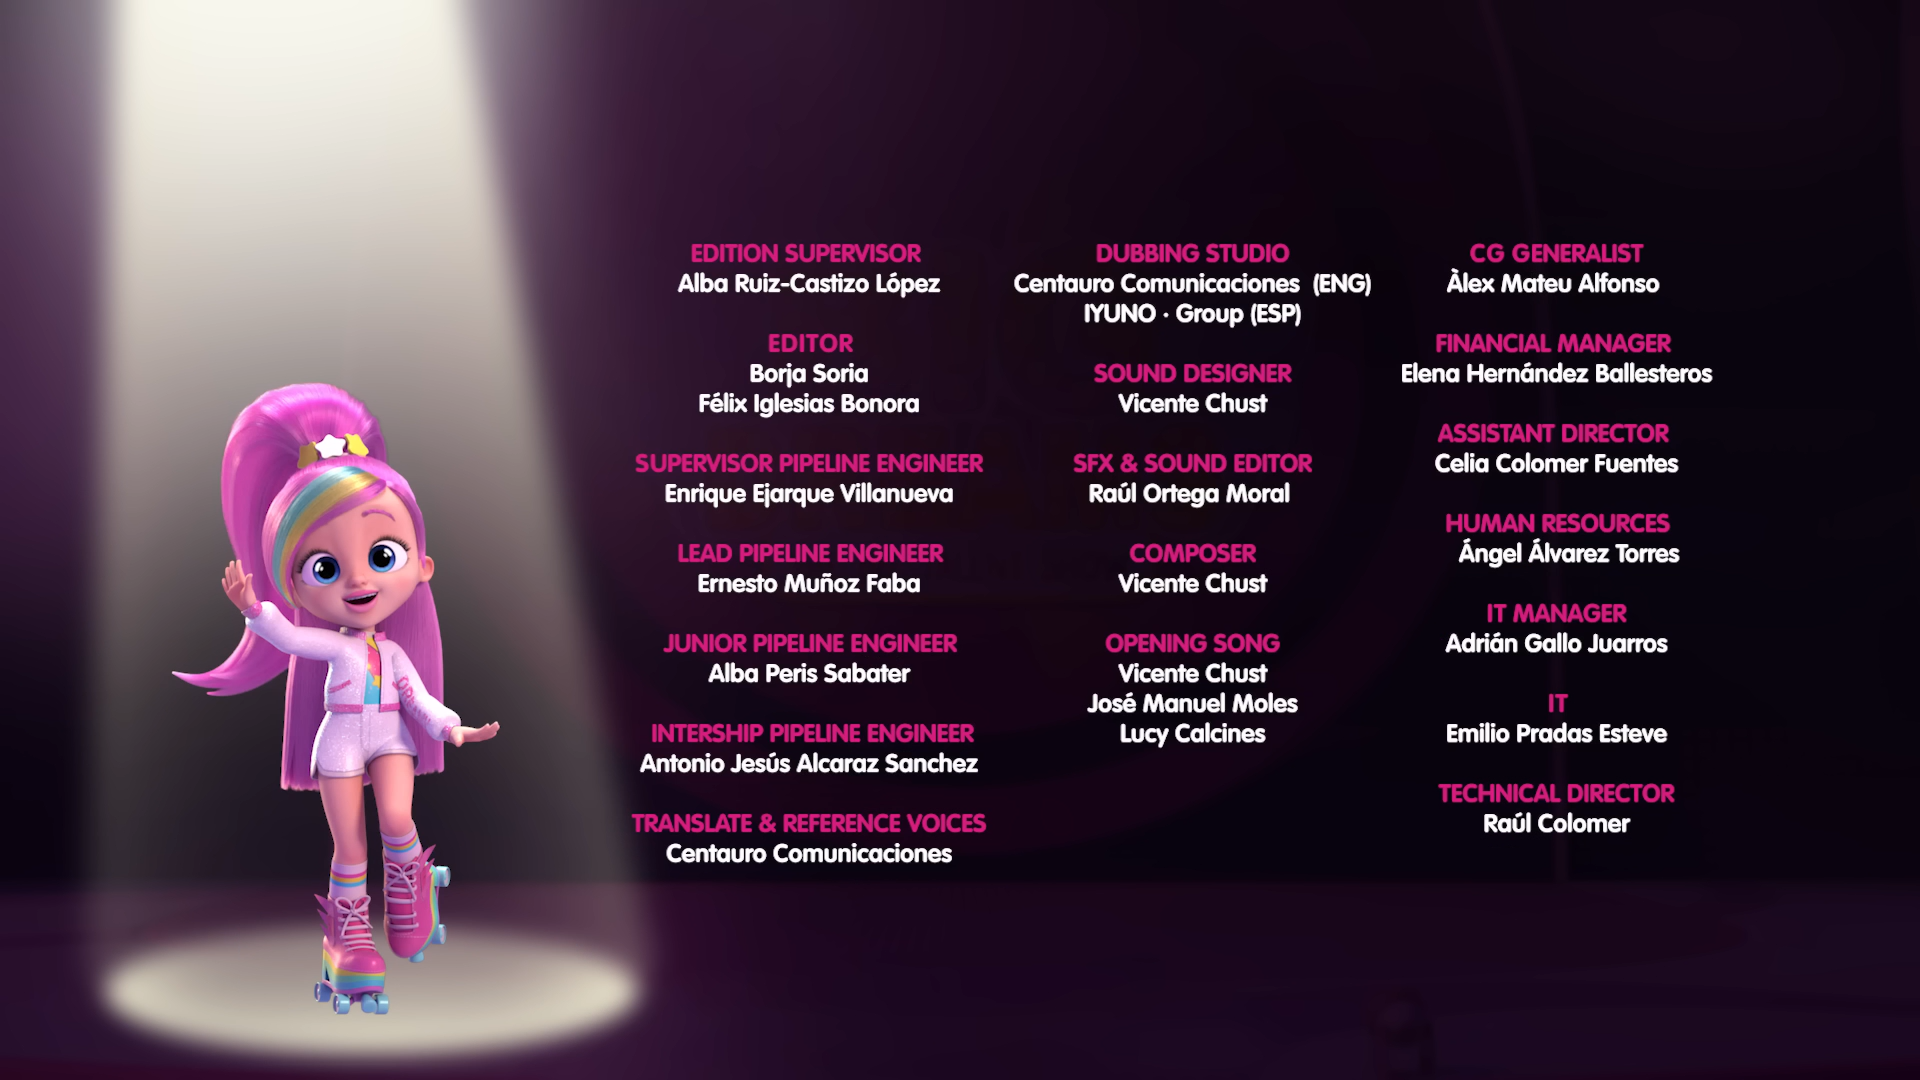 EDITION SUPERVISOR
Alba Ruiz-Castizo López
EDITOR
Borja Soria
Félix Iglesias Bonora
SUPERVISOR PIPELINE ENGINEER
Enrique Ejarque Villanueva
LEAD PIPELINE ENGINEER
Ernesto Muñoz Faba
JUNIOR PIPELINE ENGINEER
Alba Peris Sabater
INTERSHIP PIPELINE ENGINEER
Antonio Jesús Alcaraz Sanchez
TRANSLATE & REFERENCE VOICES
Centauro Comunicaciones
DUBBING STUDIO
Centauro Comunicaciones (ENG)
IYUNO · Group (ESP)
SOUND DESIGNER
Vicente Chust
SFX & SOUND EDITOR
Raúl Ortega Moral
COMPOSER
Vicente Chust
OPENING SONG
Vicente Chust
José Manuel Moles
Lucy Calcines
CG GENERALIST
Àlex Mateu Alfonso
FINANCIAL MANAGER
Elena Hernández Ballesteros
ASSISTANT DIRECTOR
Celia Colomer Fuentes
HUMAN RESOURCES
Ángel Álvarez Torres
IT MANAGER
Adrián Gallo Juarros
IT
Emilio Pradas Esteve
TECHNICAL DIRECTOR
Raúl Colomer